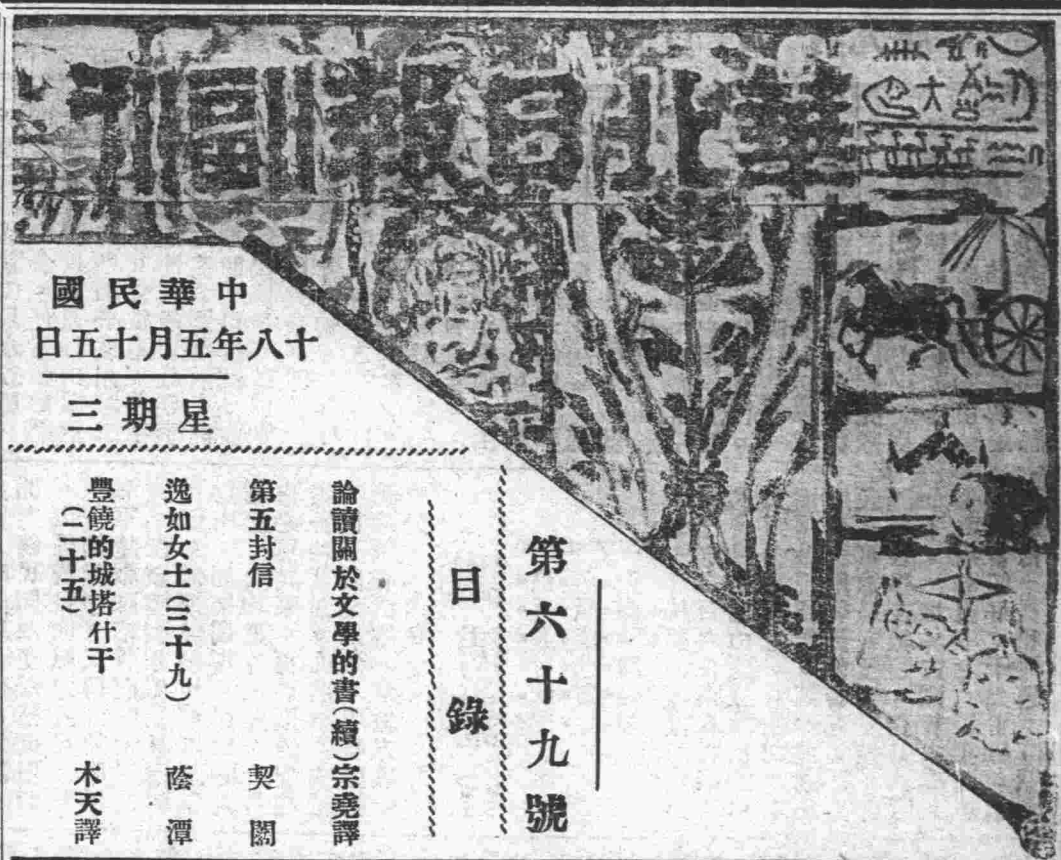 華北日報副刊
中華民國
十八年五月十五日
星期三
第六十九號
目錄
論讀關於文學的書（續）宗堯譯
第五封信 契闊
逸如女士（三十九） 蔭潭
豐饒的城塔什干
（二十五） 木天譯